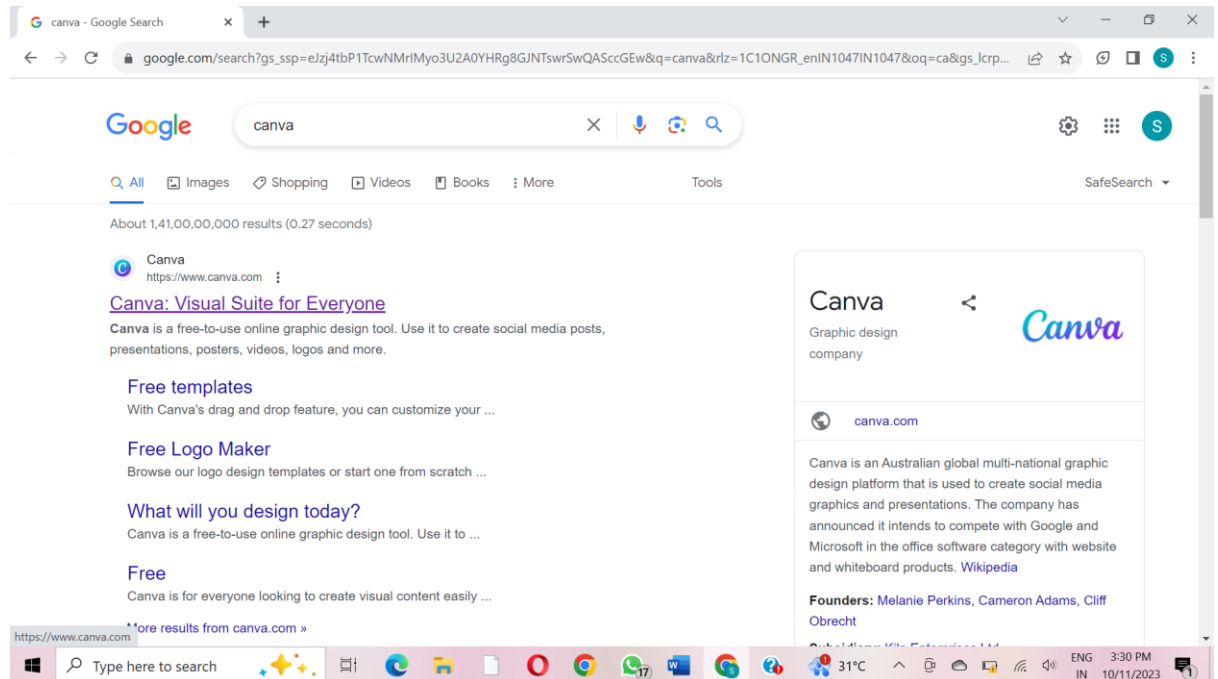 canva - Google Search
google.com/search?gs_ssp=eJzj4tbP1TcwNMrIMyo3U2A0YHRg8GJNTswrSwQASccGEw&q=canva&rlz=1C1ONGR_enIN1047IN1047&oq=ca&gs_lcrp...
S
Google
canva
S
All Images Shopping Videos Books More Tools SafeSearch
About 1,41,00,00,000 results (0.27 seconds)
Canva
https://www.canva.com
Canva: Visual Suite for Everyone
Canva is a free-to-use online graphic design tool. Use it to create social media posts,
presentations, posters, videos, logos and more.
Free templates
With Canva's drag and drop feature, you can customize your ...
Free Logo Maker
Browse our logo design templates or start one from scratch ...
What will you design today?
Canva is a free-to-use online graphic design tool. Use it to ...
Free
Canva is for everyone looking to create visual content easily ...
More results from canva.com »
Canva
Graphic design
company
Canva
canva.com
Canva is an Australian global multi-national graphic
design platform that is used to create social media
graphics and presentations. The company has
announced it intends to compete with Google and
Microsoft in the office software category with website
and whiteboard products. Wikipedia
Founders: Melanie Perkins, Cameron Adams, Cliff
Obrecht
https://www.canva.com
Type here to search
17
31°C
ENG
IN
3:30 PM
10/11/2023
1